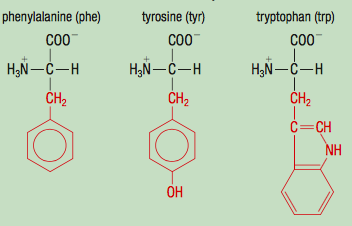 phenylalanine (phe) tyrosine (tyr) tryptophan (trp)
COO⁻ COO⁻ COO⁻
H₃N⁺—C—H H₃N⁺—C—H H₃N⁺—C—H
CH₂ CH₂ CH₂
C=CH
NH
OH